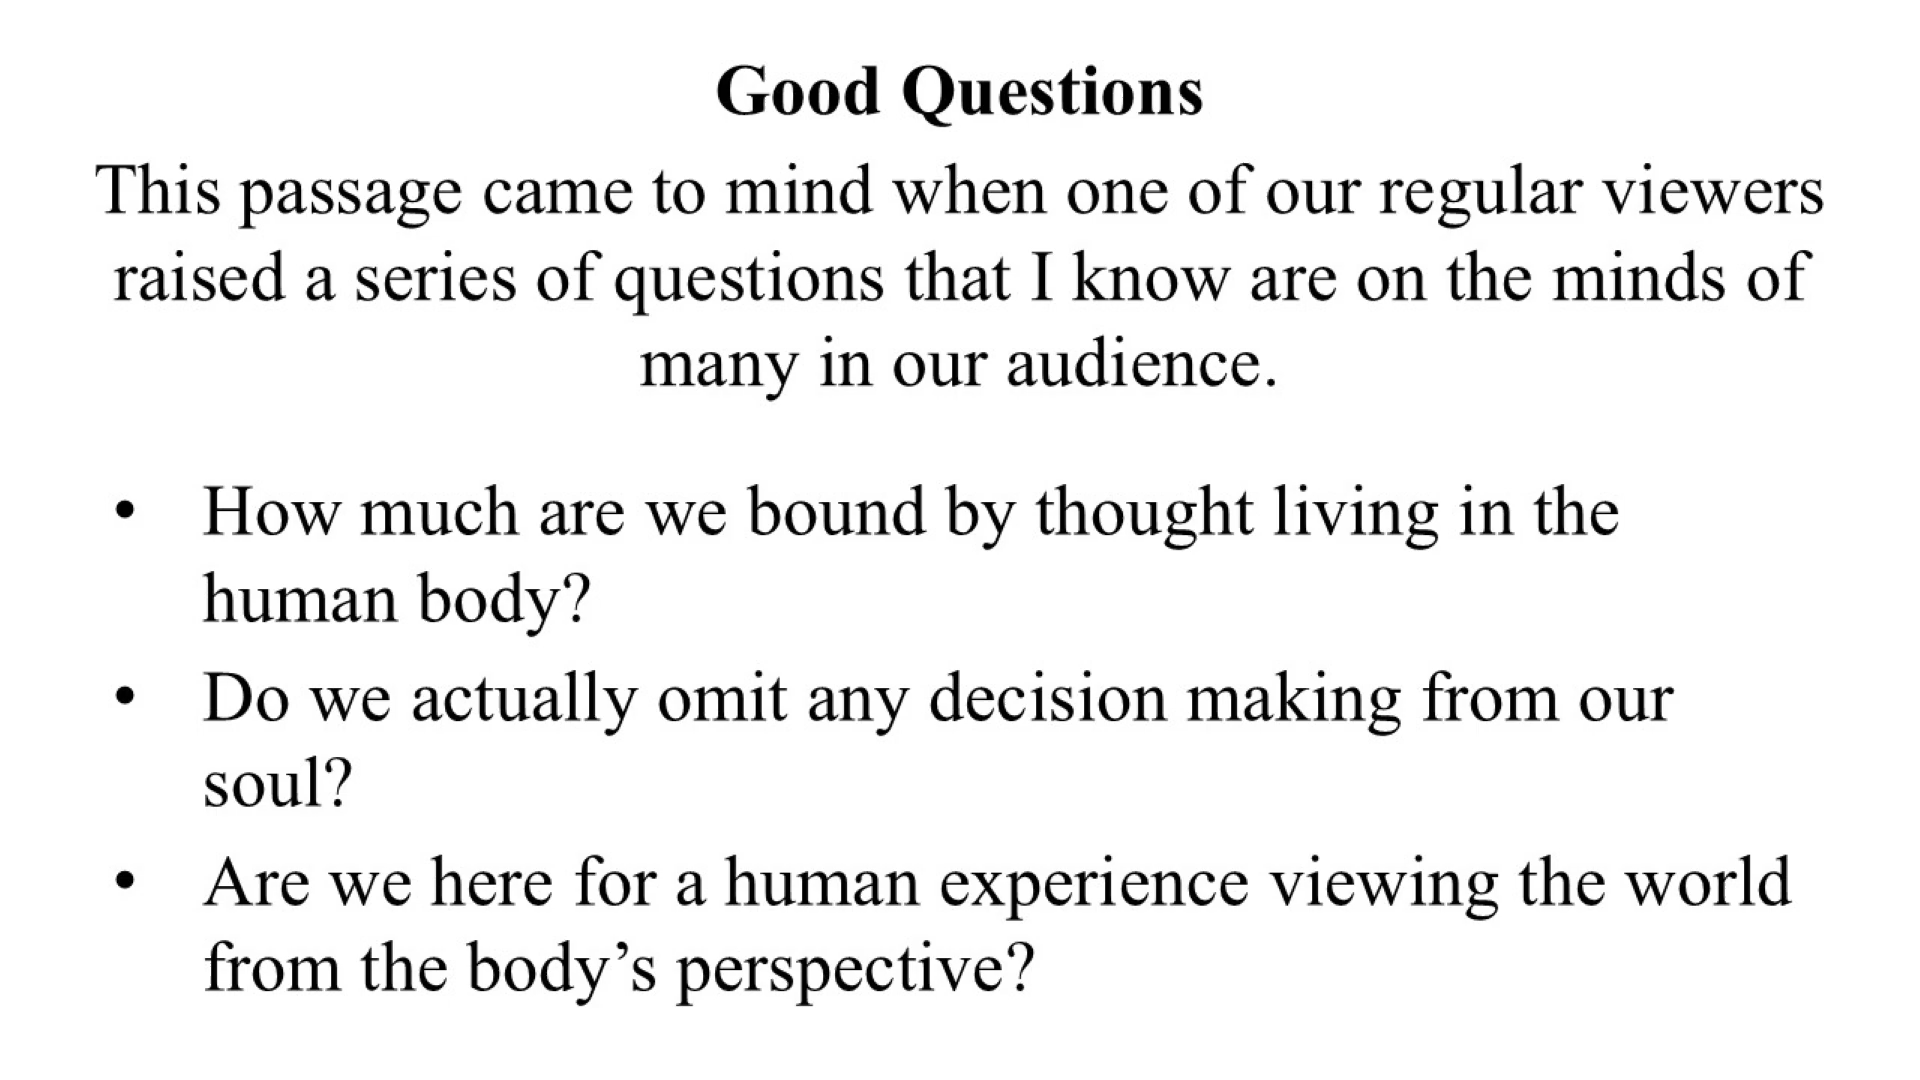 Good Questions
This passage came to mind when one of our regular viewers
raised a series of questions that I know are on the minds of
many in our audience.
• How much are we bound by thought living in the
human body?
• Do we actually omit any decision making from our
soul?
• Are we here for a human experience viewing the world
from the body’s perspective?